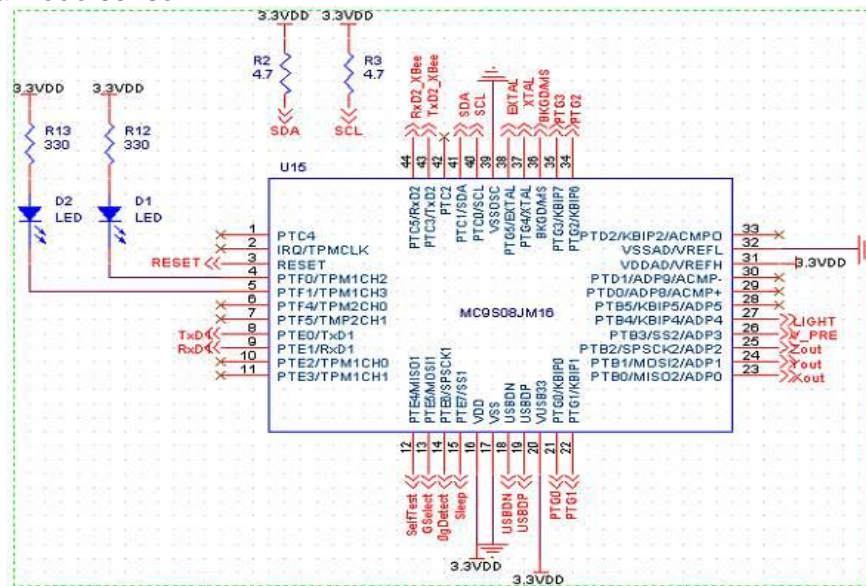 3.3VDD
3.3VDD
R2
4.7
R3
4.7
SDA
SCL
3.3VDD
3.3VDD
R13
330
R12
330
D2
LED
D1
LED
RxD2_XBee
TxD2_XBee
SDA
SCL
EXTAL
XTAL
BKGDAMS
PTG3
PTG2
44
43
42
41
40
39
38
37
36
35
34
U15
PTC5/RxD2
PTC3/TxD2
PTC2
PTC1/SDA
PTC0/SCL
VSSOSC
PTG5/EXTAL
PTG4/XTAL
BKGDAMS
PTG3/KBIP7
PTG2/KBIP6
1 PTC4
2 IRQ/TPMCLK
RESET 3 RESET
4 PTF0/TPM1CH2
5 PTF1/TPM1CH3
6 PTF4/TPM2CH0
7 PTF5/TMP2CH1
TxD1 8 PTE0/TxD1
RxD1 9 PTE1/RxD1
10 PTE2/TPM1CH0
11 PTE3/TPM1CH1
MC9S08JM16
PTD2/KBIP2/ACMPO 33
VSSAD/VREFL 32
VDDAD/VREFH 31 3.3VDD
PTD1/ADP9/ACMP- 30
PTD0/ADP8/ACMP+ 29
PTB5/KBIP5/ADP5 28
PTB4/KBIP4/ADP4 27 LIGHT
PTB3/SS2/ADP3 26 V_PRE
PTB2/SPSCK2/ADP2 25 Zout
PTB1/MOSI2/ADP1 24 Yout
PTB0/MISO2/ADP0 23 Xout
PTE4/MISO1
PTE5/MOSI1
PTE6/SPSCK1
PTE7/SS1
VDD
VSS
USBDN
USBDP
VUSB33
PTG0/KBIP0
PTG1/KBIP1
12
13
14
15
16
17
18
19
20
21
22
SelfTest
GSelect
0gDetect
Sleep
USBDN
USBDP
PTG0
PTG1
3.3VDD
3.3VDD